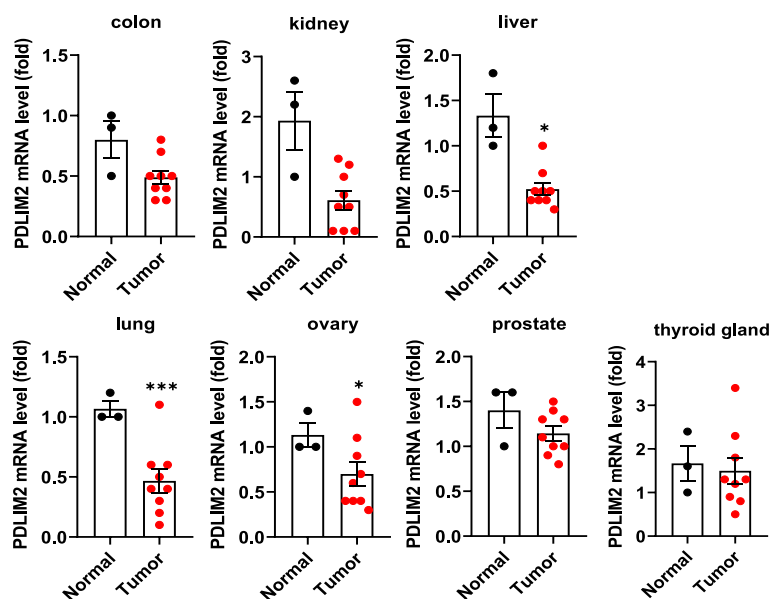 colon
PDLIM2 mRNA level (fold)
1.5
1.0
0.5
0.0
Normal
Tumor
kidney
PDLIM2 mRNA level (fold)
3
2
1
0
Normal
Tumor
liver
PDLIM2 mRNA level (fold)
2.0
1.5
1.0
0.5
0.0
*
Normal
Tumor
lung
PDLIM2 mRNA level (fold)
1.5
1.0
0.5
0.0
***
Normal
Tumor
ovary
PDLIM2 mRNA level (fold)
2.0
1.5
1.0
0.5
0.0
*
Normal
Tumor
prostate
PDLIM2 mRNA level (fold)
2.0
1.5
1.0
0.5
0.0
Normal
Tumor
thyroid gland
PDLIM2 mRNA level (fold)
4
3
2
1
0
Normal
Tumor